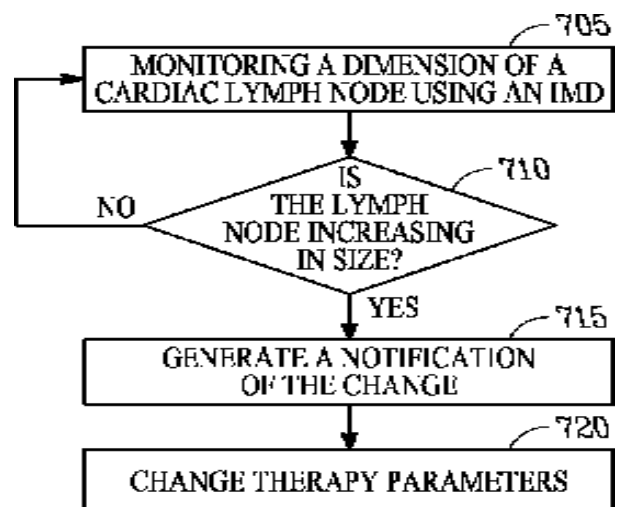 705
MONITORING A DIMENSION OF A
CARDIAC LYMPH NODE USING AN IMD
710
IS
THE LYMPH
NODE INCREASING
IN SIZE?
NO
YES
715
GENERATE A NOTIFICATION
OF THE CHANGE
720
CHANGE THERAPY PARAMETERS